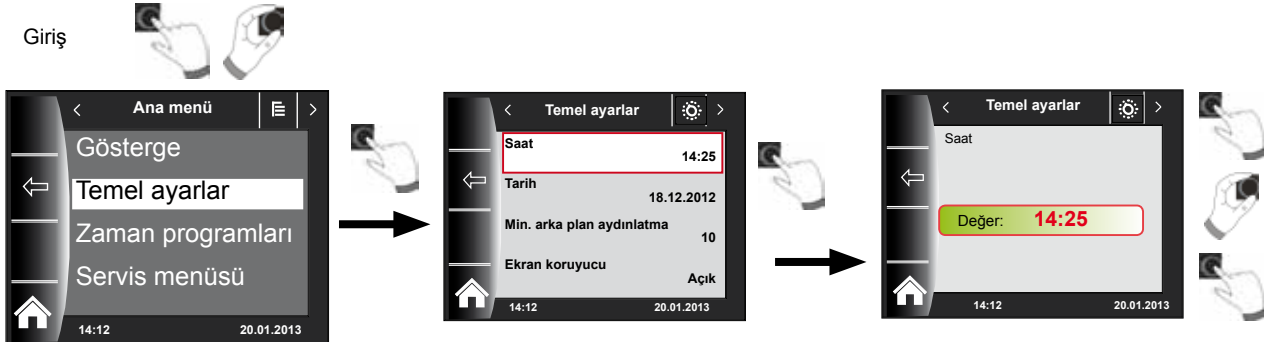 Giriş
Ana menü
Gösterge
Temel ayarlar
Zaman programları
Servis menüsü
14:12 20.01.2013
Temel ayarlar
Saat
14:25
Tarih
18.12.2012
Min. arka plan aydınlatma
10
Ekran koruyucu
Açık
14:12 20.01.2013
Temel ayarlar
Saat
Değer: 14:25
14:12 20.01.2013